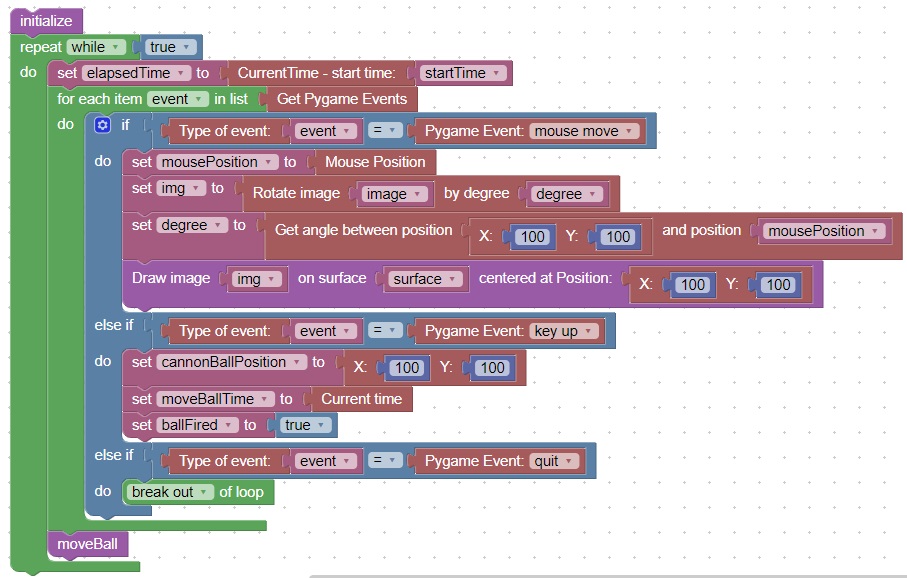 initialize
repeat while true
do set elapsedTime to CurrentTime - start time: startTime
for each item event in list Get Pygame Events
do if Type of event: event = Pygame Event: mouse move
do set mousePosition to Mouse Position
set img to Rotate image image by degree degree
set degree to Get angle between position X: 100 Y: 100 and position mousePosition
Draw image img on surface surface centered at Position: X: 100 Y: 100
else if Type of event: event = Pygame Event: key up
do set cannonBallPosition to X: 100 Y: 100
set moveBallTime to Current time
set ballFired to true
else if Type of event: event = Pygame Event: quit
do break out of loop
moveBall